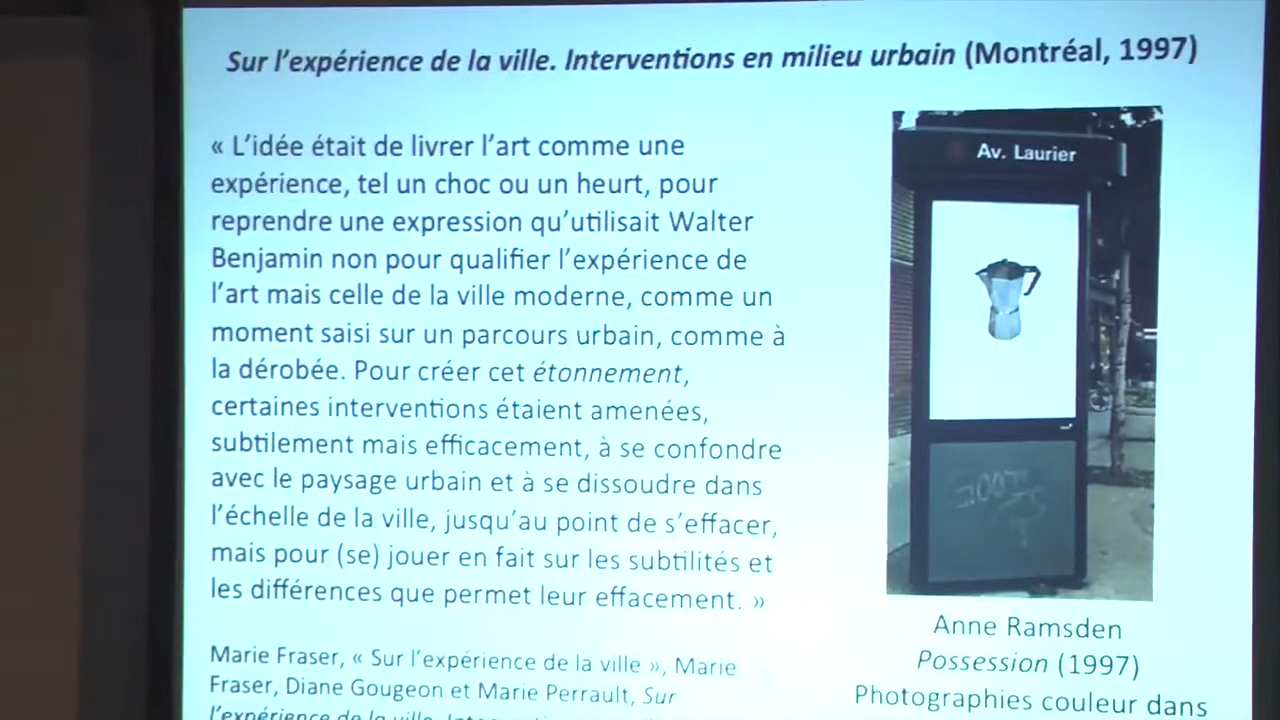 Sur l'expérience de la ville. Interventions en milieu urbain (Montréal, 1997)
« L'idée était de livrer l'art comme une
expérience, tel un choc ou un heurt, pour
reprendre une expression qu'utilisait Walter
Benjamin non pour qualifier l'expérience de
l'art mais celle de la ville moderne, comme un
moment saisi sur un parcours urbain, comme à
la dérobée. Pour créer cet étonnement,
certaines interventions étaient amenées,
subtilement mais efficacement, à se confondre
avec le paysage urbain et à se dissoudre dans
l'échelle de la ville, jusqu'au point de s'effacer,
mais pour (se) jouer en fait sur les subtilités et
les différences que permet leur effacement. »
Marie Fraser, « Sur l'expérience de la ville », Marie
Fraser, Diane Gougeon et Marie Perrault, Sur
l'expérience de la ville.
Av. Laurier
Anne Ramsden
Possession (1997)
Photographies couleur dans